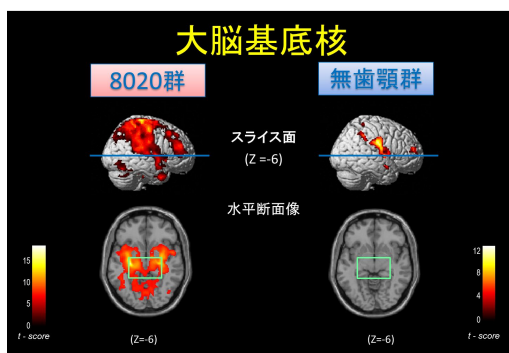 大脳基底核
8020群
無歯顎群
スライス面
(Z =-6)
水平断面像
15
10
5
0
t - score
12
8
4
0
t - score
(Z=-6)
(Z=-6)